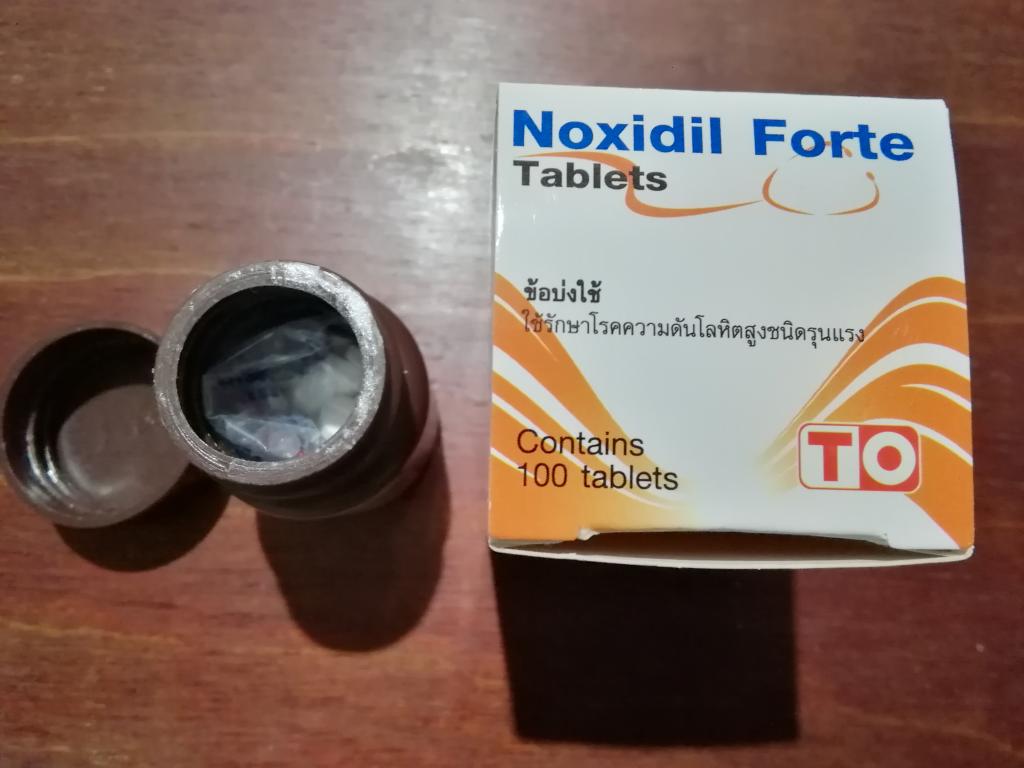 Noxidil Forte
Tablets
ข้อบ่งใช้
ใช้รักษาโรคความดันโลหิตสูงชนิดรุนแรง
Contains
100 tablets
TO